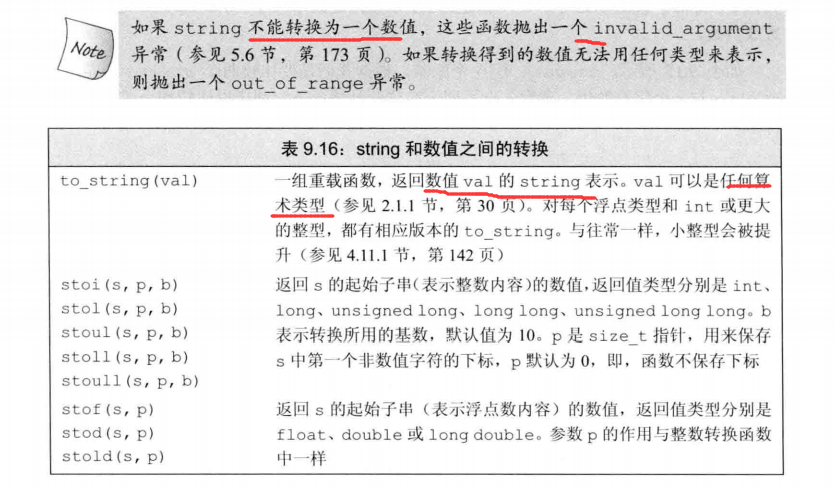 Note
如果 string 不能转换为一个数值，这些函数抛出一个 invalid_argument
异常（参见 5.6 节，第 173 页）。如果转换得到的数值无法用任何类型来表示，
则抛出一个 out_of_range 异常。
表 9.16：string 和数值之间的转换
to_string(val) 一组重载函数，返回数值 val 的 string 表示。val 可以是任何算
术类型（参见 2.1.1 节，第 30 页）。对每个浮点类型和 int 或更大
的整型，都有相应版本的 to_string。与往常一样，小整型会被提
升（参见 4.11.1 节，第 142 页）
stoi(s, p, b) 返回 s 的起始子串（表示整数内容）的数值，返回值类型分别是 int、
stol(s, p, b) long、unsigned long、long long、unsigned long long。b
stoul(s, p, b) 表示转换所用的基数，默认值为 10。p 是 size_t 指针，用来保存
stoll(s, p, b) s 中第一个非数值字符的下标，p 默认为 0，即，函数不保存下标
stoull(s, p, b)
stof(s, p) 返回 s 的起始子串（表示浮点数内容）的数值，返回值类型分别是
stod(s, p) float、double 或 long double。参数 p 的作用与整数转换函数
stold(s, p) 中一样